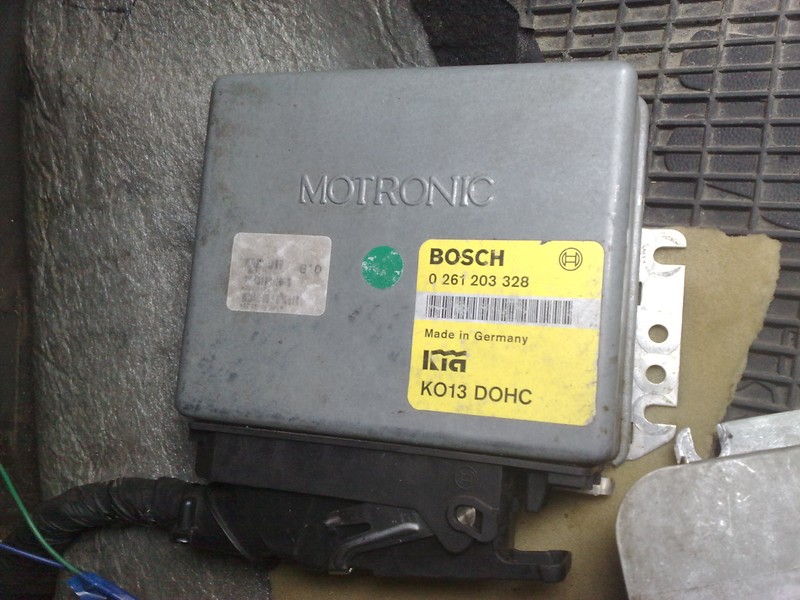 MOTRONIC
BOSCH
0 261 203 328
Made in Germany
KIA
KO13 DOHC